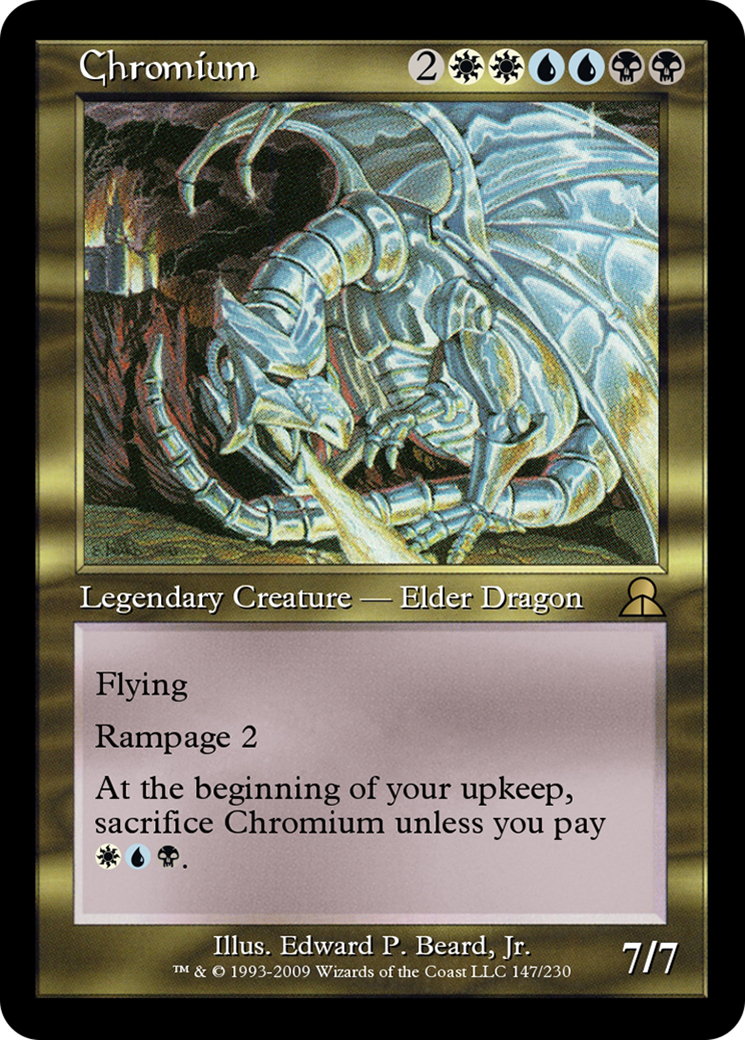 Chromium 2
Legendary Creature — Elder Dragon
Flying
Rampage 2
At the beginning of your upkeep,
sacrifice Chromium unless you pay
.
Illus. Edward P. Beard, Jr.
7/7
™ & © 1993-2009 Wizards of the Coast LLC 147/230